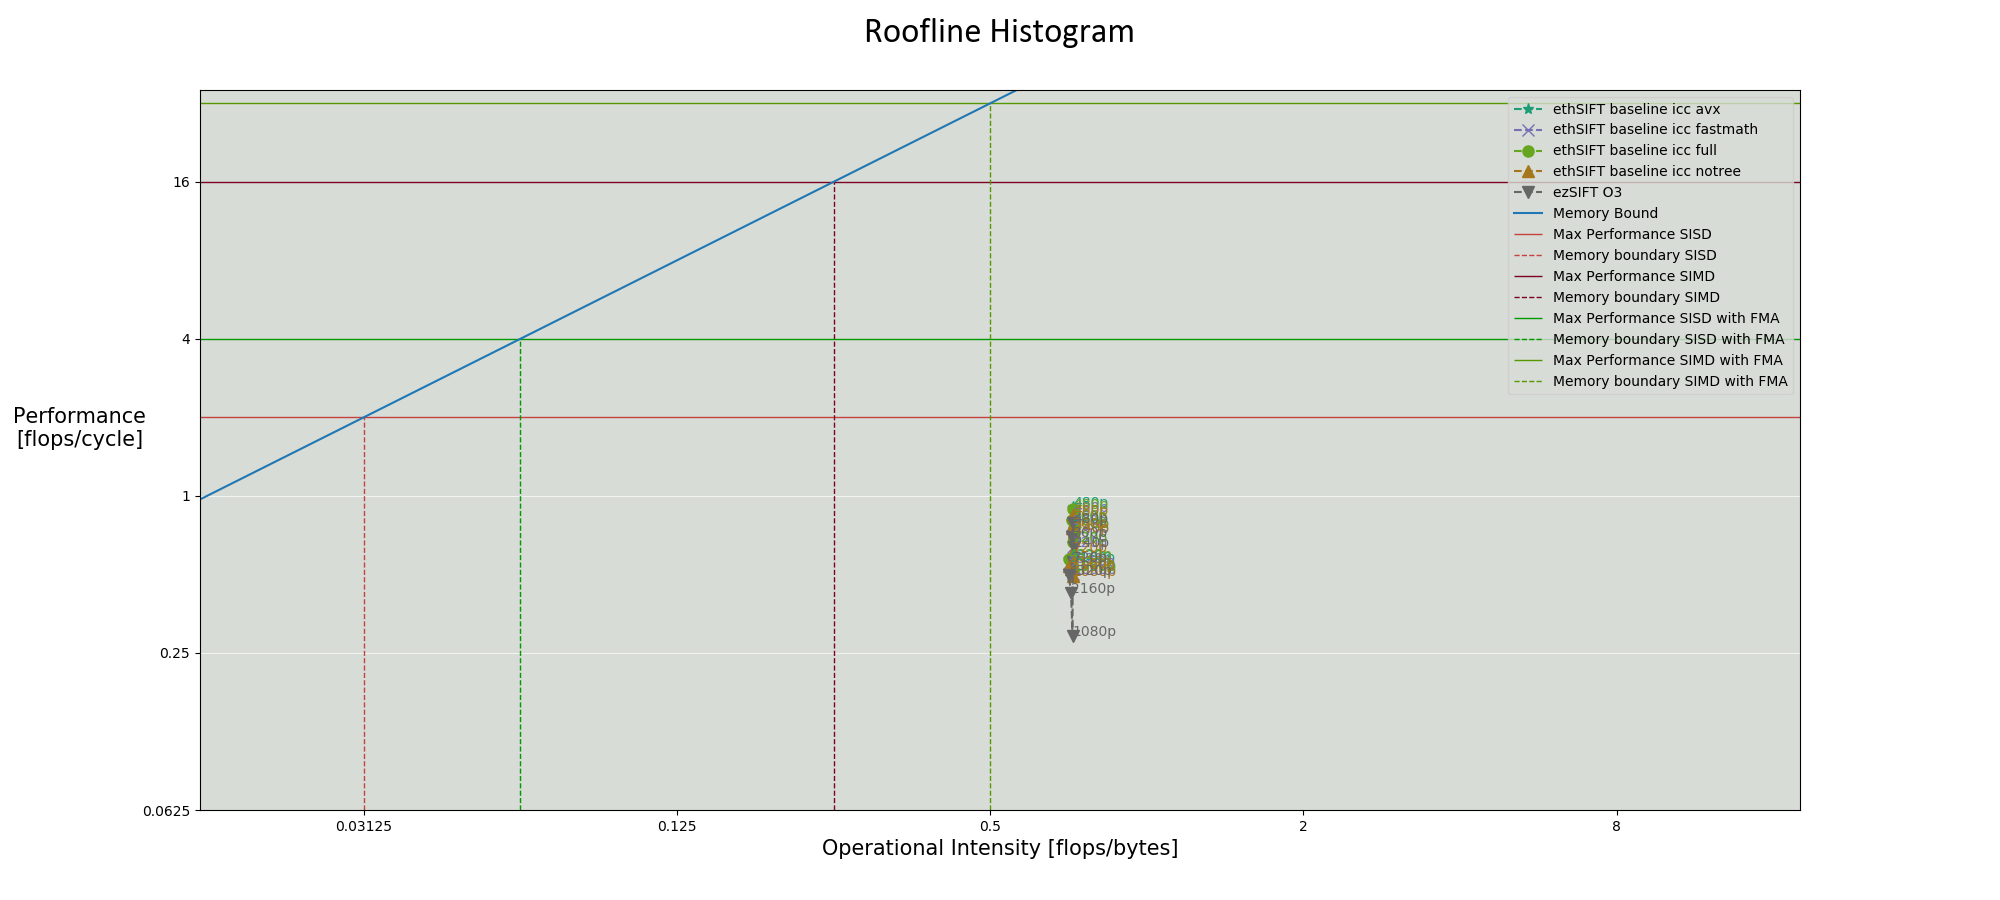 Roofline Histogram
ethSIFT baseline icc avx
ethSIFT baseline icc fastmath
ethSIFT baseline icc full
ethSIFT baseline icc notree
ezSIFT O3
Memory Bound
Max Performance SISD
Memory boundary SISD
Max Performance SIMD
Memory boundary SIMD
Max Performance SISD with FMA
Memory boundary SISD with FMA
Max Performance SIMD with FMA
Memory boundary SIMD with FMA
16
4
Performance
[flops/cycle]
1
480p
2160p
1080p
0.25
0.0625
0.03125
0.125
0.5
2
8
Operational Intensity [flops/bytes]